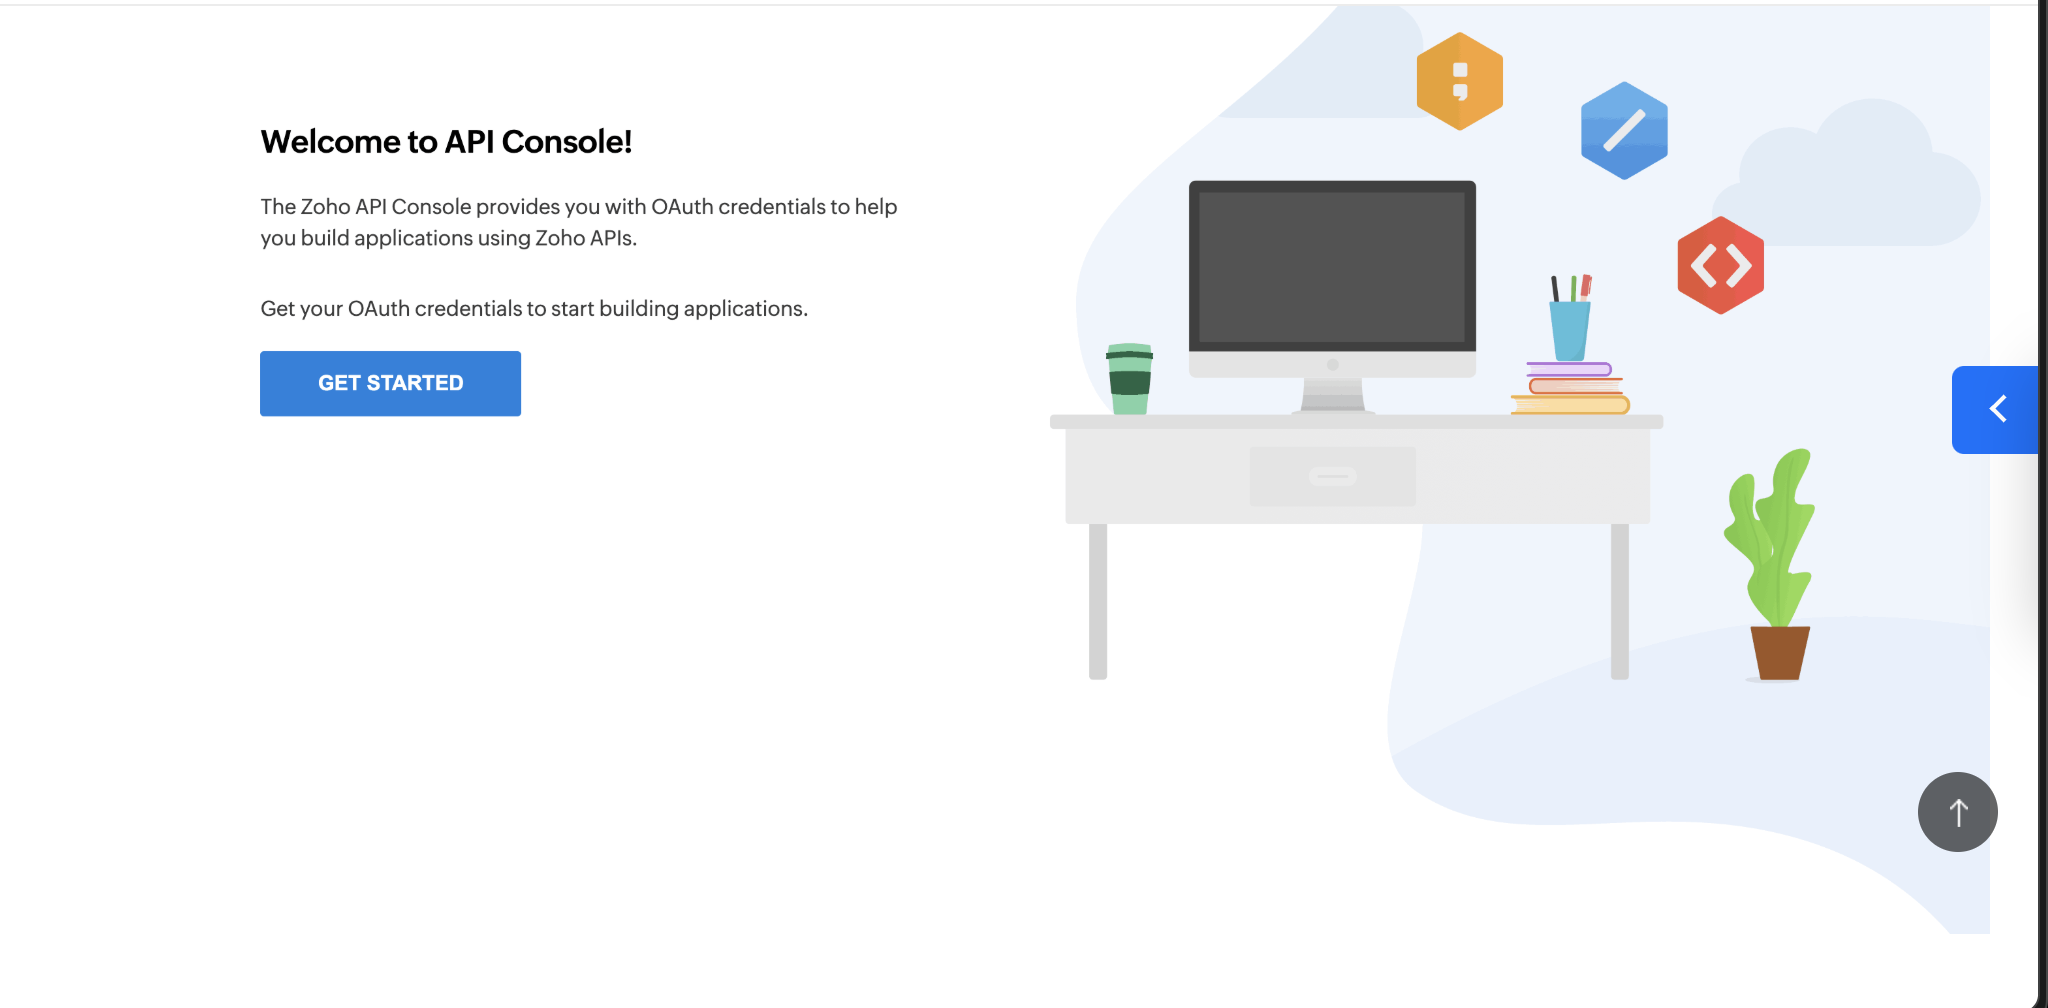 Welcome to API Console!
The Zoho API Console provides you with OAuth credentials to help
you build applications using Zoho APIs.
Get your OAuth credentials to start building applications.
GET STARTED